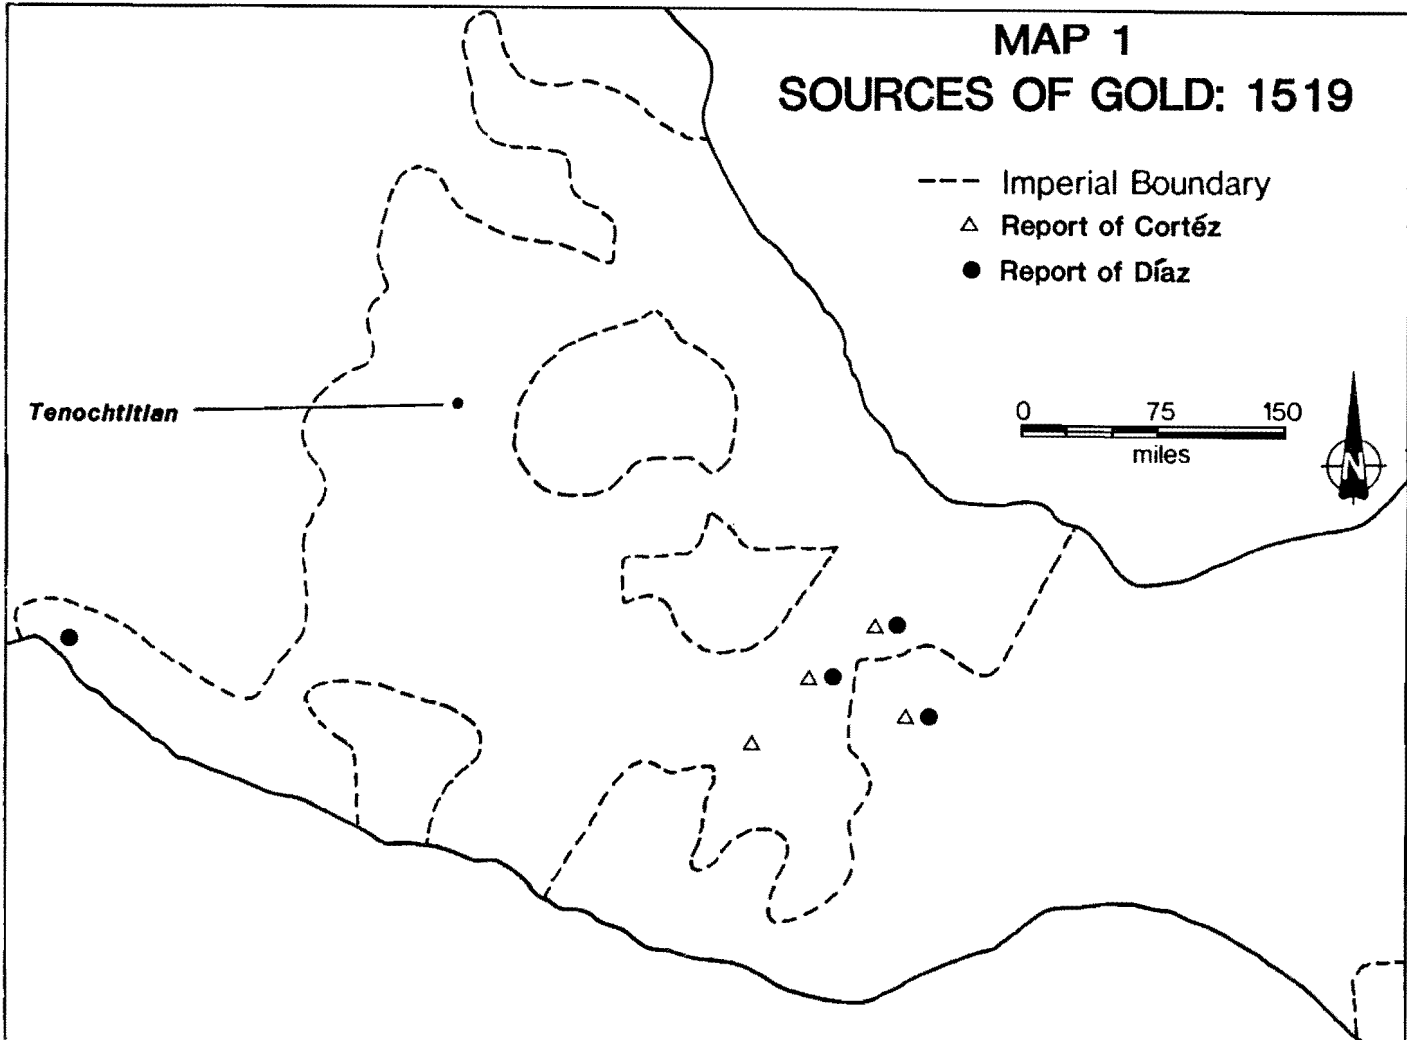 MAP 1
SOURCES OF GOLD: 1519
Imperial Boundary
Report of Cortéz
Report of Díaz
Tenochtitlan
0 75 150
miles
N